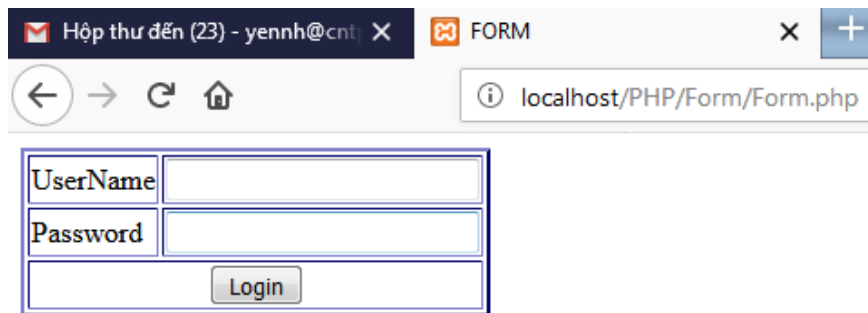 Hộp thư đến (23) - yennh@cnt
FORM
localhost/PHP/Form/Form.php
UserName
Password
Login